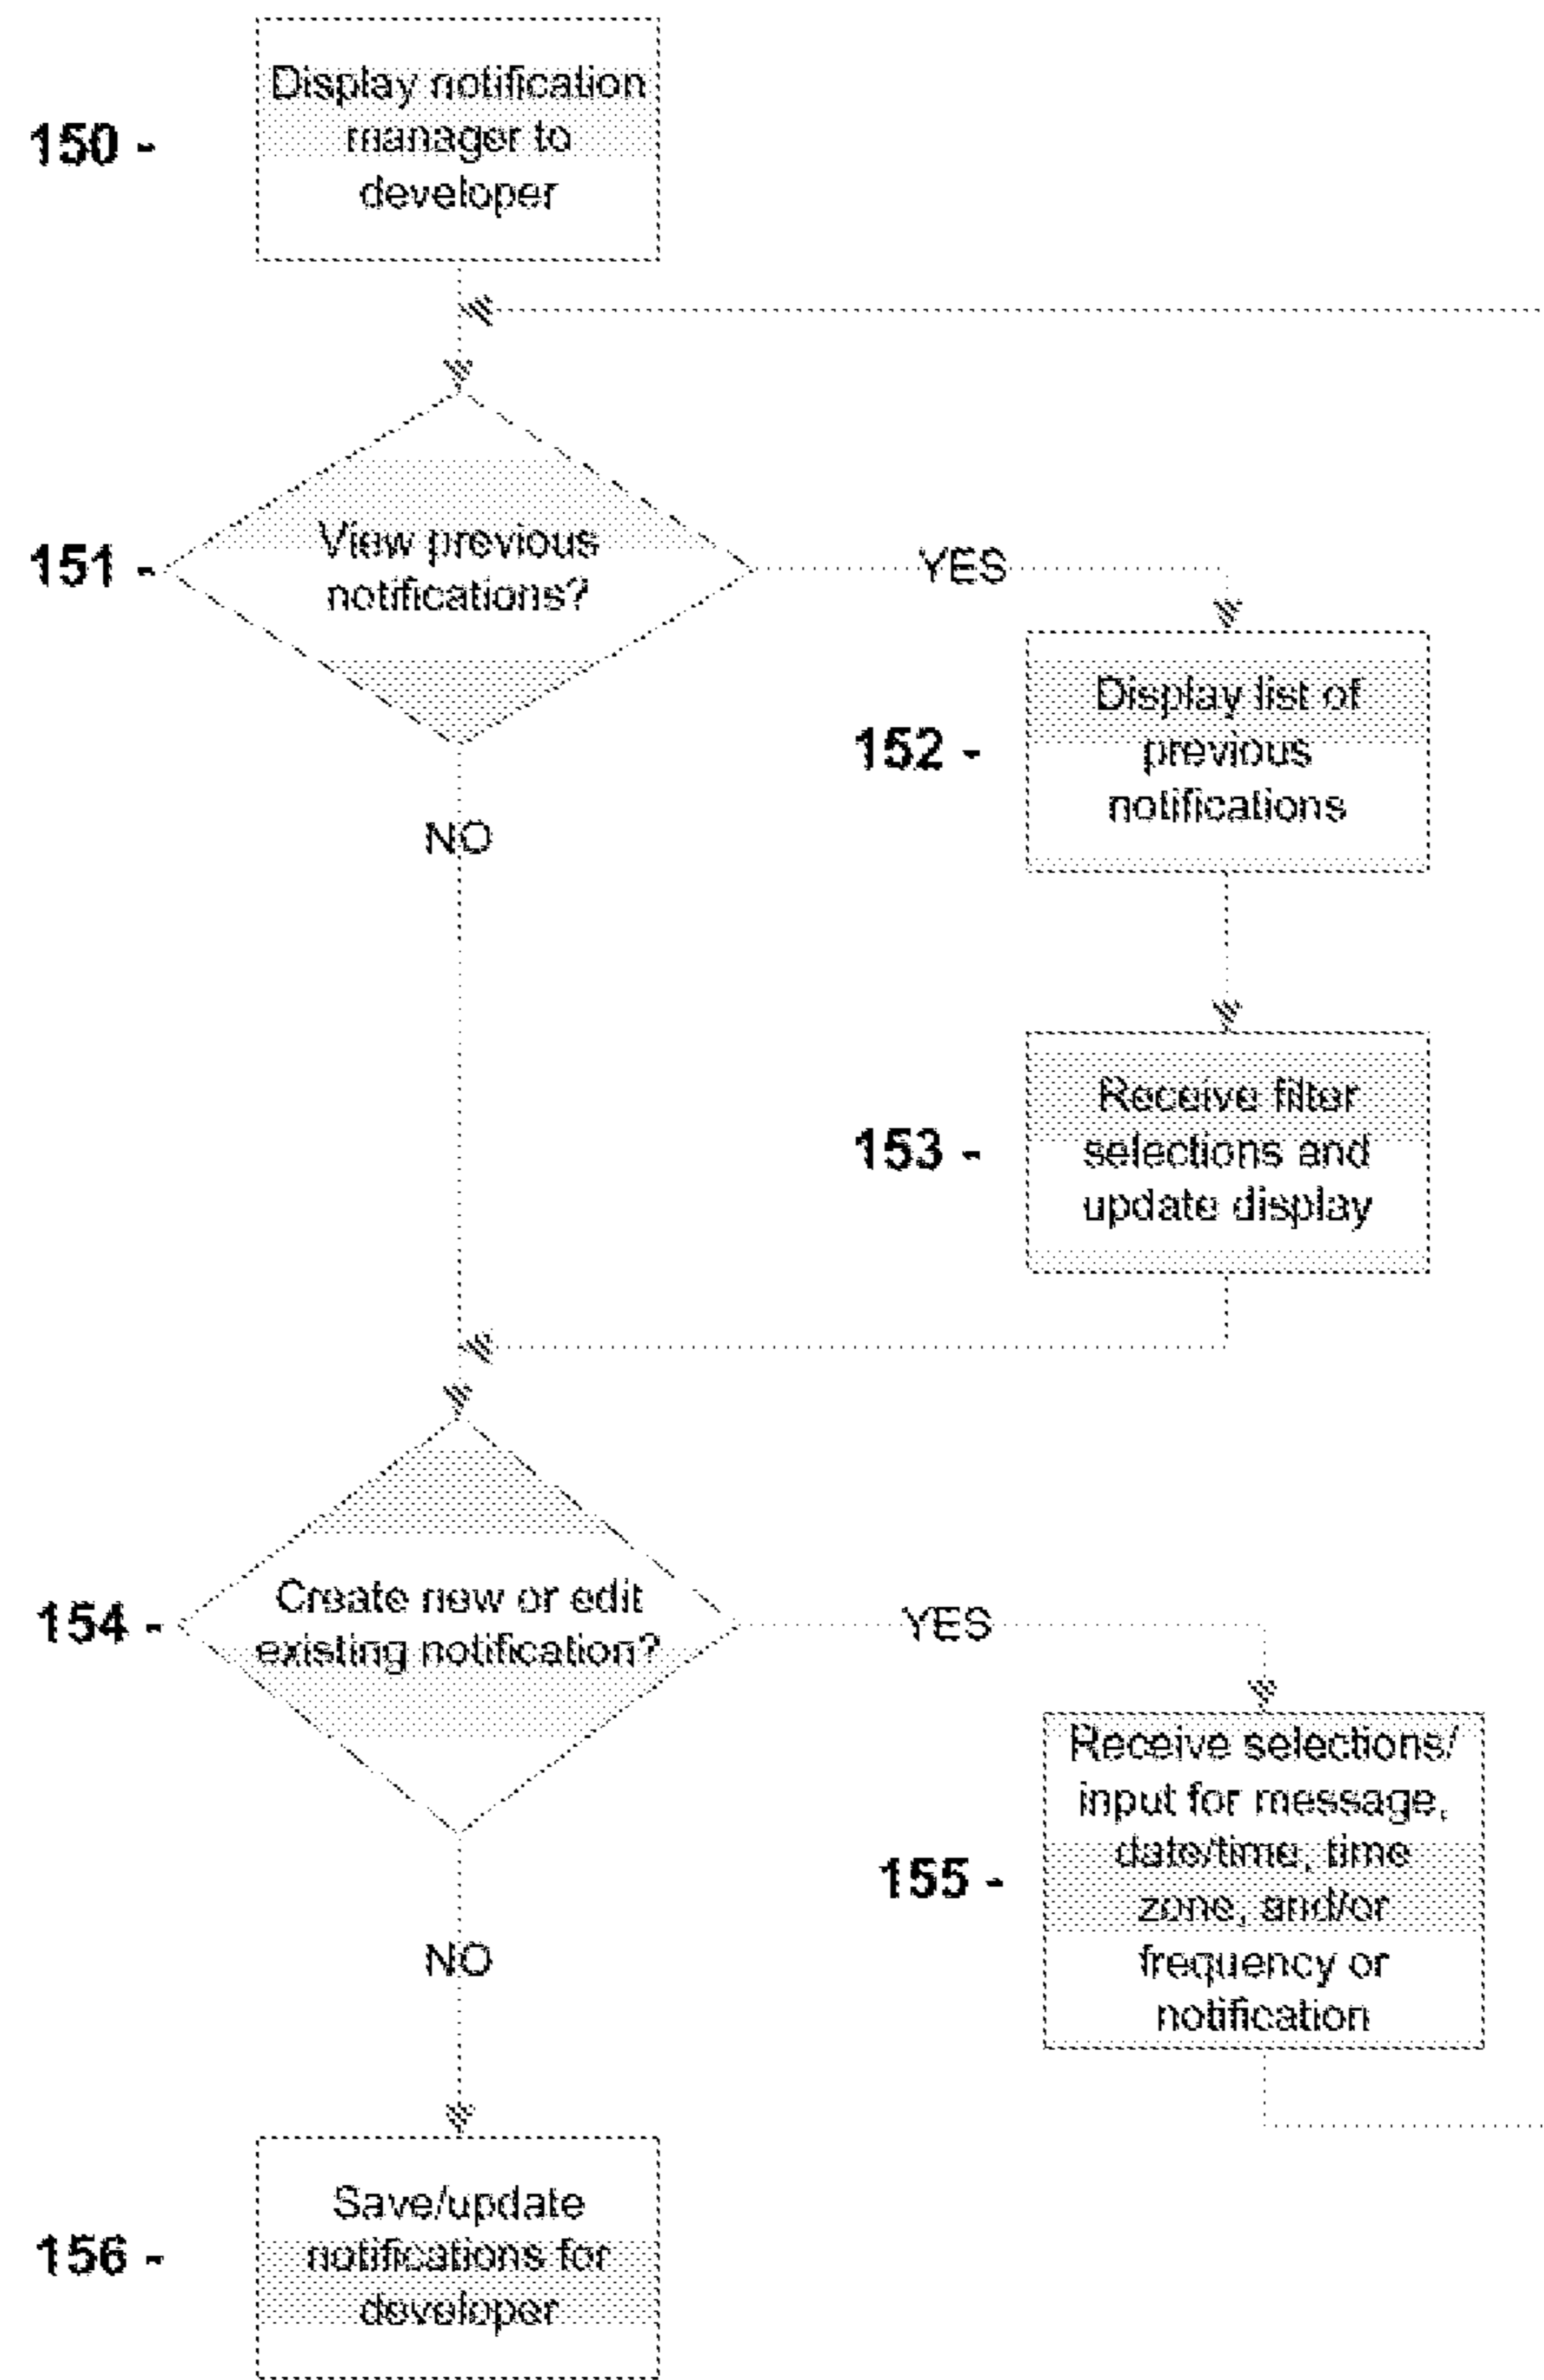 150 -
Display notification
manager to
developer
151 -
View previous
notifications?
YES
NO
152 -
Display list of
previous
notifications
153 -
Receive filter
selections and
update display
154 -
Create new or edit
existing notification?
YES
NO
155 -
Receive selections/
input for message,
date/time, time
zone, and/or
frequency or
notification
156 -
Save/update
notifications for
developer